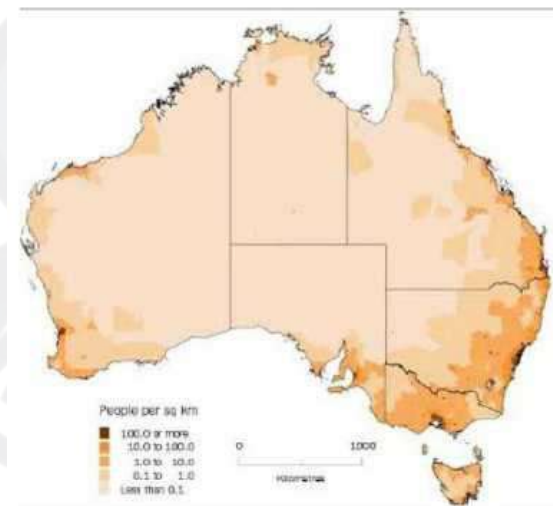 People per sq km
100.0 or more
10.0 to 100.0
1.0 to 10.0
0.1 to 1.0
Less than 0.1
0
1000
Kilometres